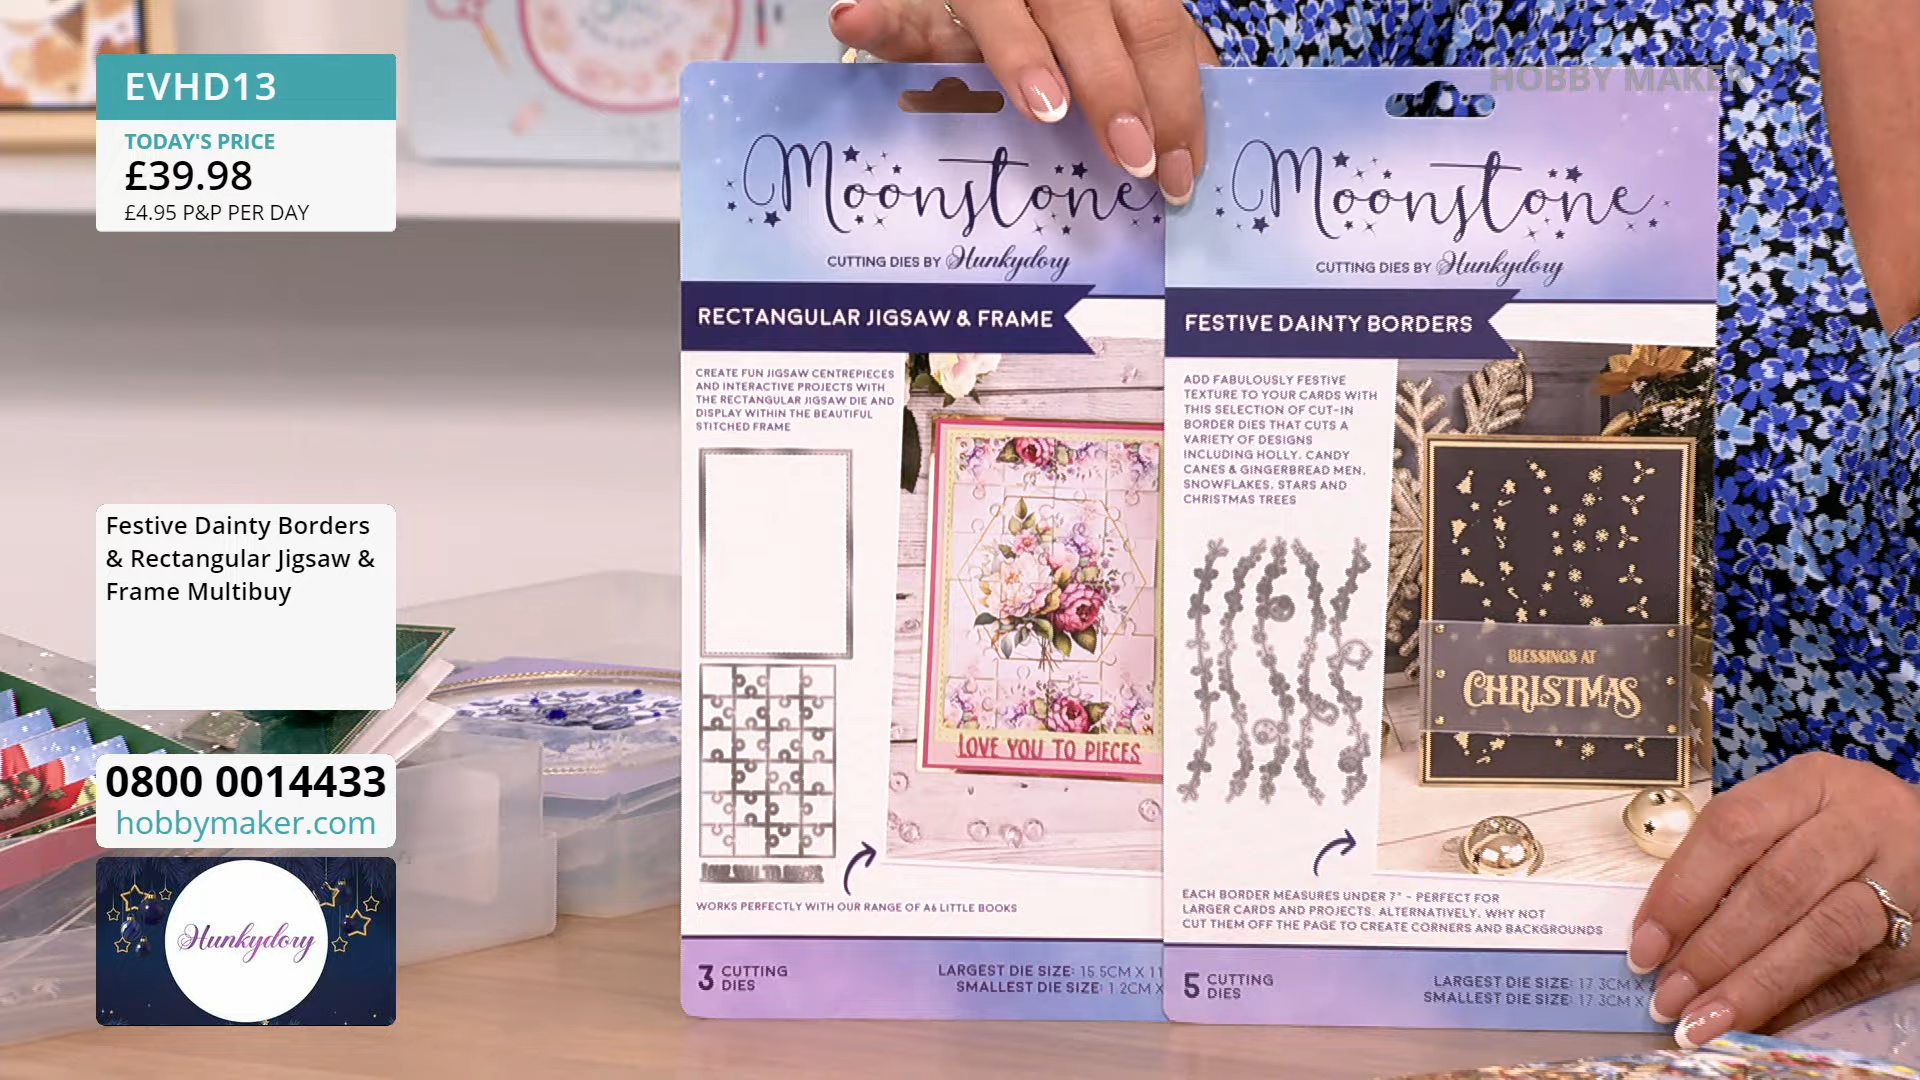 EVHD13
TODAY'S PRICE
£39.98
£4.95 P&P PER DAY
Festive Dainty Borders
& Rectangular Jigsaw &
Frame Multibuy
0800 0014433
hobbymaker.com
Hunkydory
HOBBY MAKER
Moonstone
CUTTING DIES BY Hunkydory
RECTANGULAR JIGSAW & FRAME
CREATE FUN JIGSAW CENTREPIECES
AND INTERACTIVE PROJECTS WITH
THE RECTANGULAR JIGSAW DIE AND
DISPLAY WITHIN THE BEAUTIFUL
STITCHED FRAME
LOVE YOU TO PIECES
WORKS PERFECTLY WITH OUR RANGE OF A6 LITTLE BOOKS
3 CUTTING
DIES
LARGEST DIE SIZE: 15.5CM X 11
SMALLEST DIE SIZE: 1.2CM X
Moonstone
CUTTING DIES BY Hunkydory
FESTIVE DAINTY BORDERS
ADD FABULOUSLY FESTIVE
TEXTURE TO YOUR CARDS WITH
THIS SELECTION OF CUT-IN
BORDER DIES THAT CUTS A
VARIETY OF DESIGNS
INCLUDING HOLLY, CANDY
CANES & GINGERBREAD MEN,
SNOWFLAKES, STARS AND
CHRISTMAS TREES
BLESSINGS AT
CHRISTMAS
EACH BORDER MEASURES UNDER 7" - PERFECT FOR
LARGER CARDS AND PROJECTS. ALTERNATIVELY, WHY NOT
CUT THEM OFF THE PAGE TO CREATE CORNERS AND BACKGROUNDS
5 CUTTING
DIES
LARGEST DIE SIZE: 17.3CM X
SMALLEST DIE SIZE: 17.3CM X